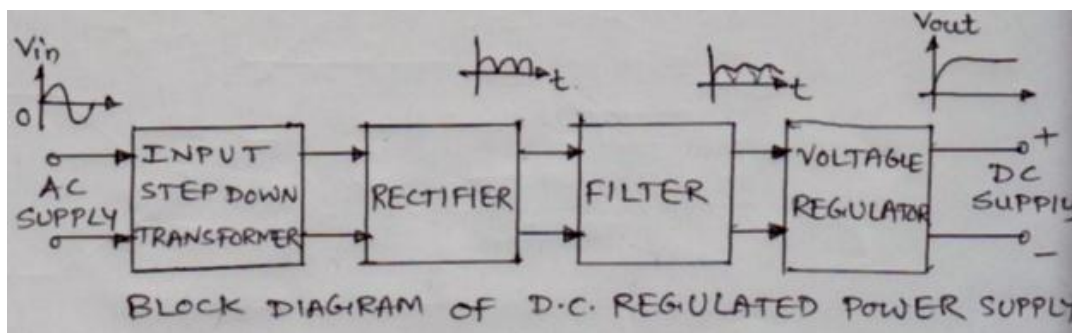 Vin
0
AC
SUPPLY
INPUT
STEP DOWN
TRANSFORMER
RECTIFIER
t
FILTER
t
VOLTAGLE
REGULATOR
Vout
+
DC
SUPPLY
-
BLOCK DIAGRAM OF D.C. REGULATED POWER SUPPLY